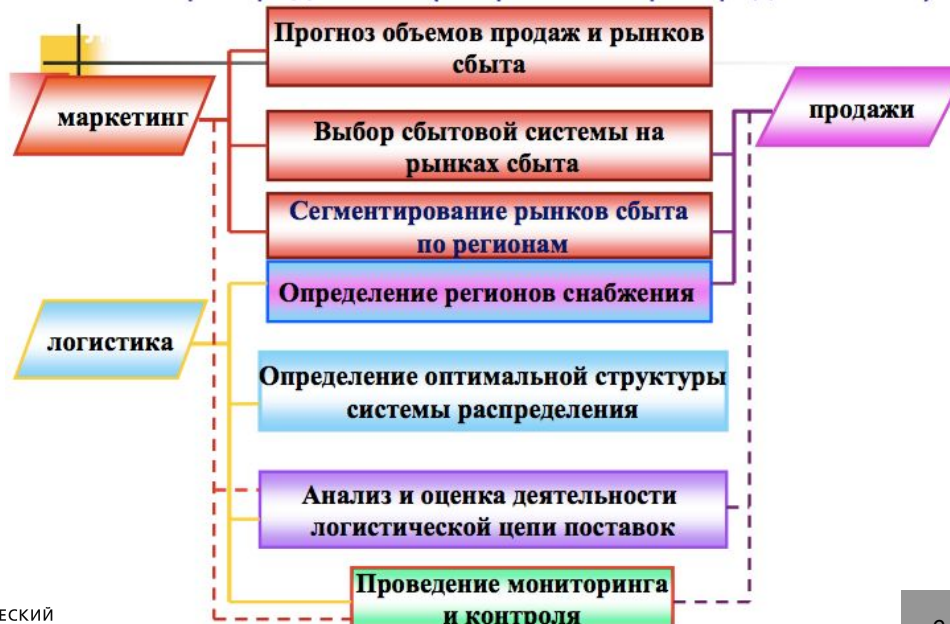 Прогноз объемов продаж и рынков
сбыта
маркетинг
продажи
Выбор сбытовой системы на
рынках сбыта
Сегментирование рынков сбыта
по регионам
Определение регионов снабжения
логистика
Определение оптимальной структуры
системы распределения
Анализ и оценка деятельности
логистической цепи поставок
Проведение мониторинга
и контроля
ЕСКИЙ